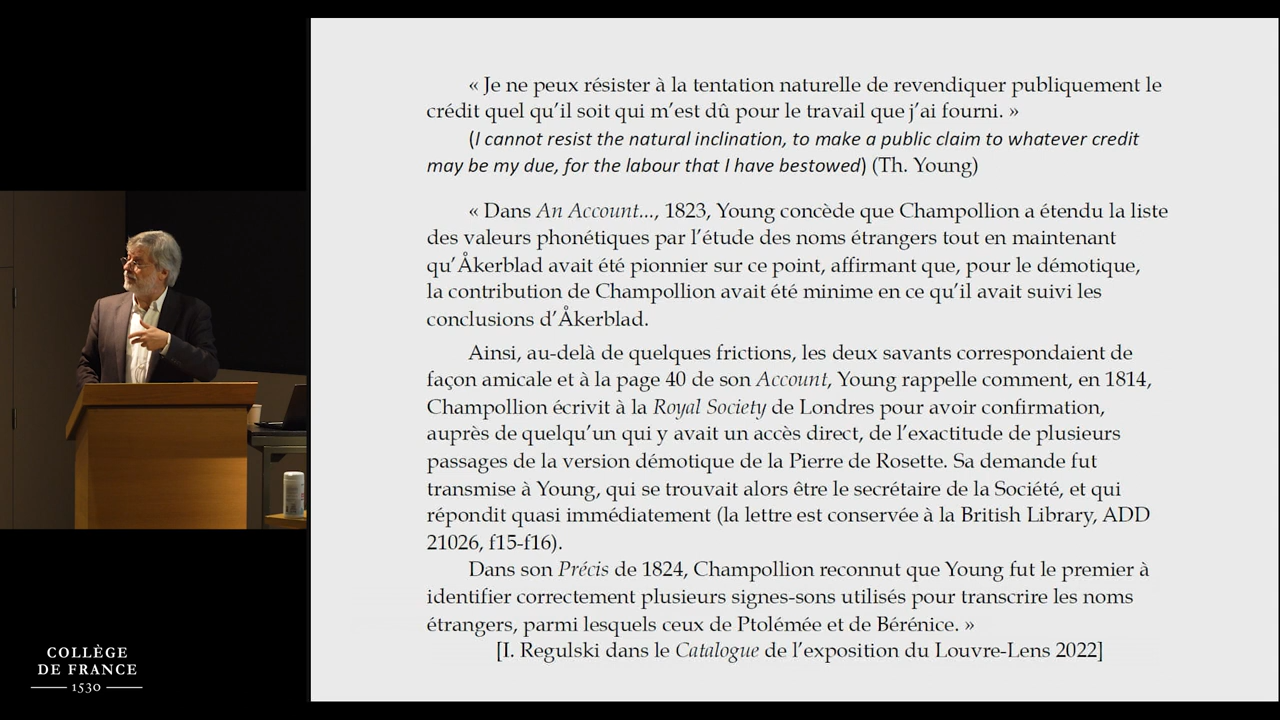 « Je ne peux résister à la tentation naturelle de revendiquer publiquement le
crédit quel qu'il soit qui m'est dû pour le travail que j'ai fourni. »
(I cannot resist the natural inclination, to make a public claim to whatever credit
may be my due, for the labour that I have bestowed) (Th. Young)
« Dans An Account..., 1823, Young concède que Champollion a étendu la liste
des valeurs phonétiques par l'étude des noms étrangers tout en maintenant
qu'Åkerblad avait été pionnier sur ce point, affirmant que, pour le démotique,
la contribution de Champollion avait été minime en ce qu'il avait suivi les
conclusions d'Åkerblad.
Ainsi, au-delà de quelques frictions, les deux savants correspondaient de
façon amicale et à la page 40 de son Account, Young rappelle comment, en 1814,
Champollion écrivit à la Royal Society de Londres pour avoir confirmation,
auprès de quelqu'un qui y avait un accès direct, de l'exactitude de plusieurs
passages de la version démotique de la Pierre de Rosette. Sa demande fut
transmise à Young, qui se trouvait alors être le secrétaire de la Société, et qui
répondit quasi immédiatement (la lettre est conservée à la British Library, ADD
21026, f15-f16).
Dans son Précis de 1824, Champollion reconnut que Young fut le premier à
identifier correctement plusieurs signes-sons utilisés pour transcrire les noms
étrangers, parmi lesquels ceux de Ptolémée et de Bérénice. »
[I. Regulski dans le Catalogue de l'exposition du Louvre-Lens 2022]
COLLÈGE
DE FRANCE
1530